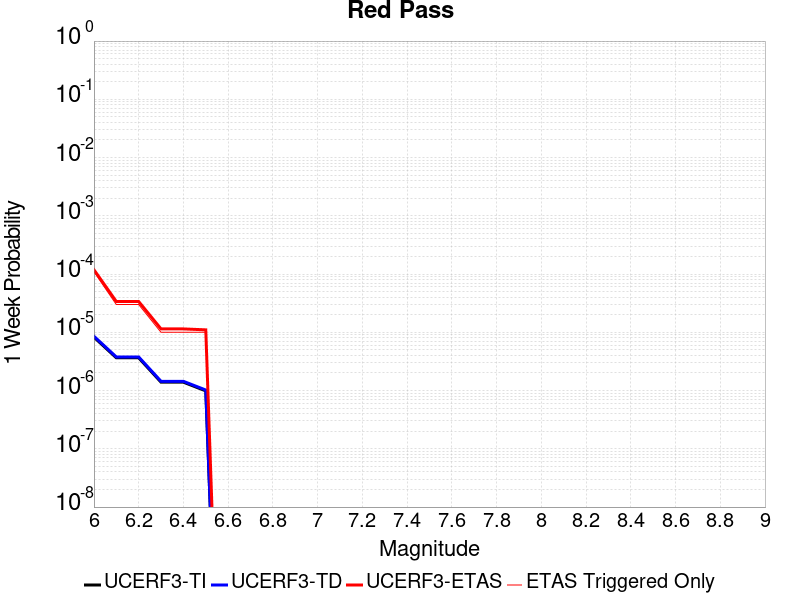 Red Pass
10^0
10^-1
10^-2
10^-3
10^-4
10^-5
10^-6
10^-7
10^-8
1 Week Probability
6 6.2 6.4 6.6 6.8 7 7.2 7.4 7.6 7.8 8 8.2 8.4 8.6 8.8 9
Magnitude
UCERF3-TI UCERF3-TD UCERF3-ETAS ETAS Triggered Only